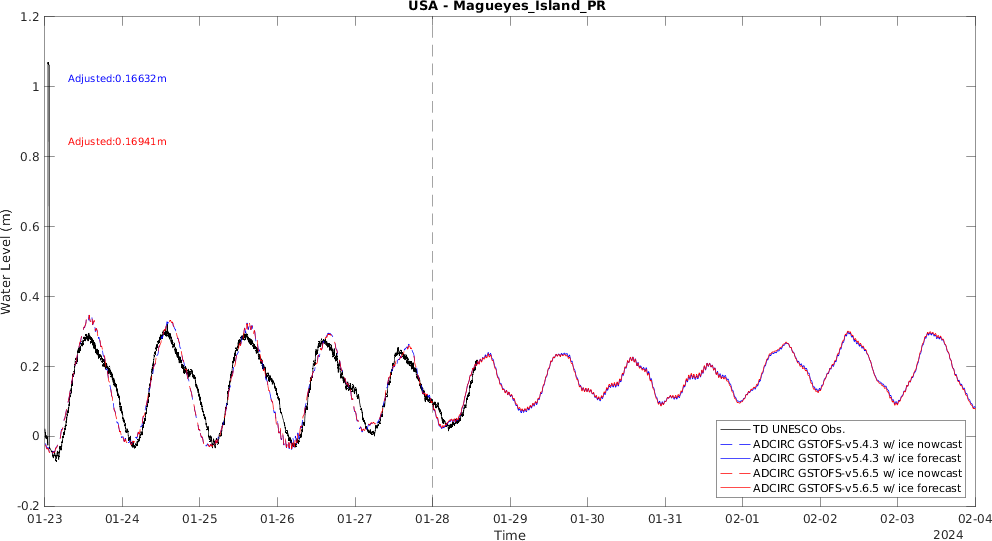 USA - Magueyes_Island_PR
1.2
1
0.8
0.6
0.4
0.2
0
-0.2
Water Level (m)
Adjusted:0.16632m
Adjusted:0.16941m
TD UNESCO Obs.
ADCIRC GSTOFS-v5.4.3 w/ ice nowcast
ADCIRC GSTOFS-v5.4.3 w/ ice forecast
ADCIRC GSTOFS-v5.6.5 w/ ice nowcast
ADCIRC GSTOFS-v5.6.5 w/ ice forecast
01-23 01-24 01-25 01-26 01-27 01-28 01-29 01-30 01-31 02-01 02-02 02-03 02-04
Time
2024